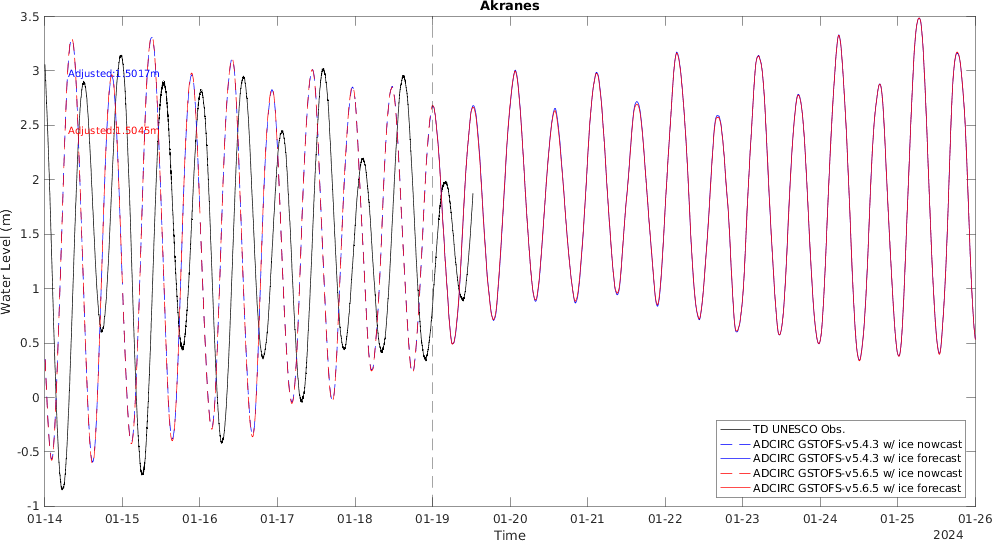 Akranes
3.5
3
2.5
2
1.5
1
0.5
0
-0.5
-1
Water Level (m)
Adjusted:1.5017m
Adjusted:1.5045m
TD UNESCO Obs.
ADCIRC GSTOFS-v5.4.3 w/ ice nowcast
ADCIRC GSTOFS-v5.4.3 w/ ice forecast
ADCIRC GSTOFS-v5.6.5 w/ ice nowcast
ADCIRC GSTOFS-v5.6.5 w/ ice forecast
01-14 01-15 01-16 01-17 01-18 01-19 01-20 01-21 01-22 01-23 01-24 01-25 01-26
Time
2024